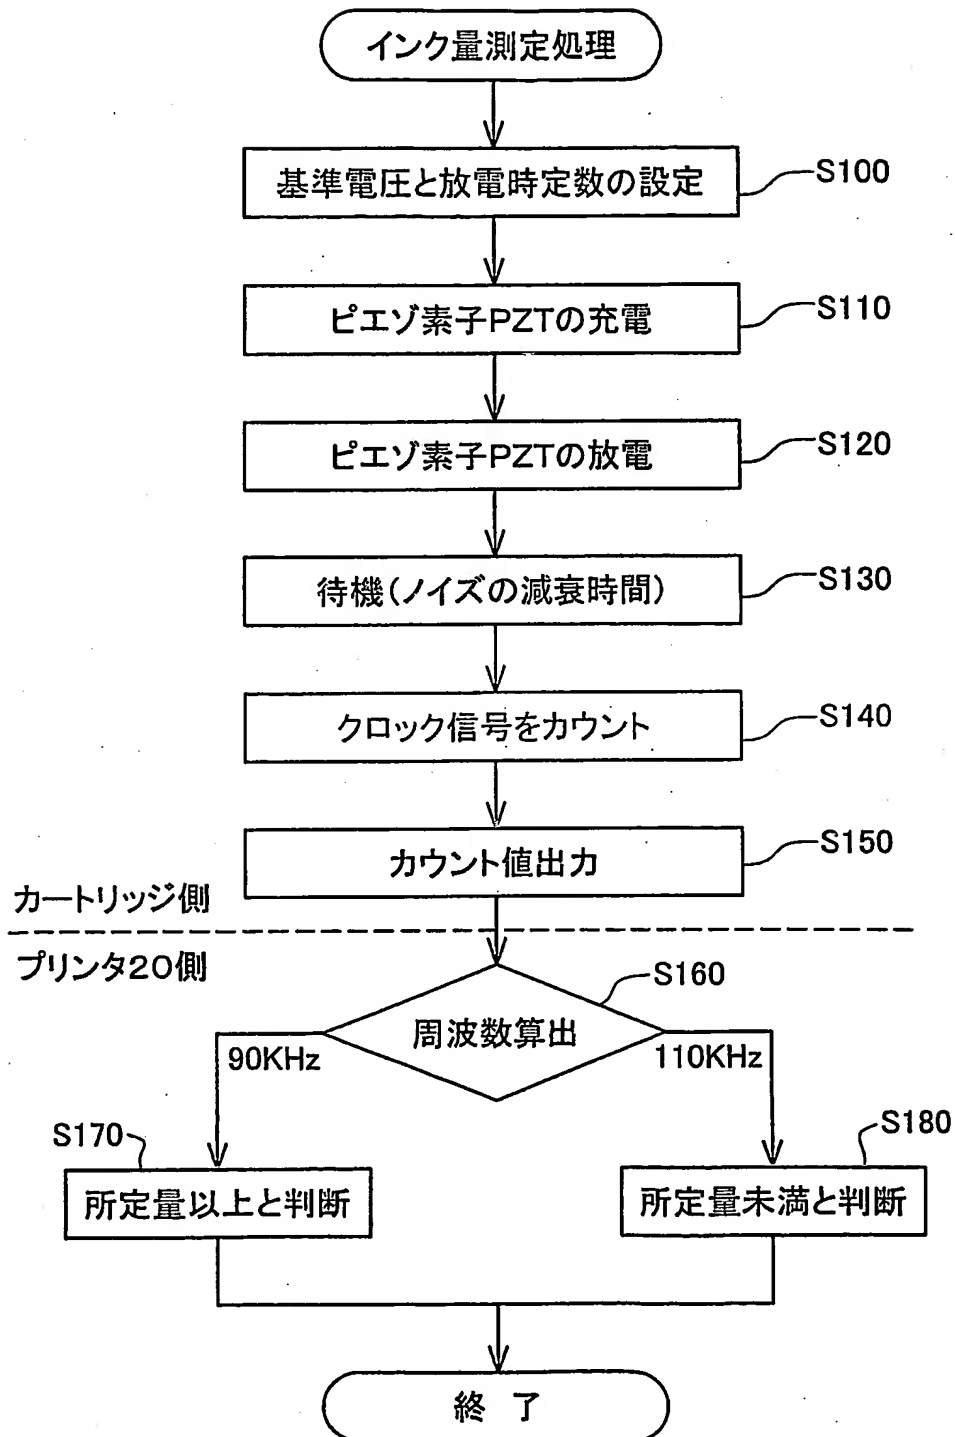 インク量測定処理
基準電圧と放電時定数の設定
S100
ピエゾ素子PZTの充電
S110
ピエゾ素子PZTの放電
S120
待機(ノイズの減衰時間)
S130
クロック信号をカウント
S140
カウント値出力
S150
カートリッジ側
プリンタ20側
S160
周波数算出
90KHz
110KHz
S170
S180
所定量以上と判断
所定量未満と判断
終 了